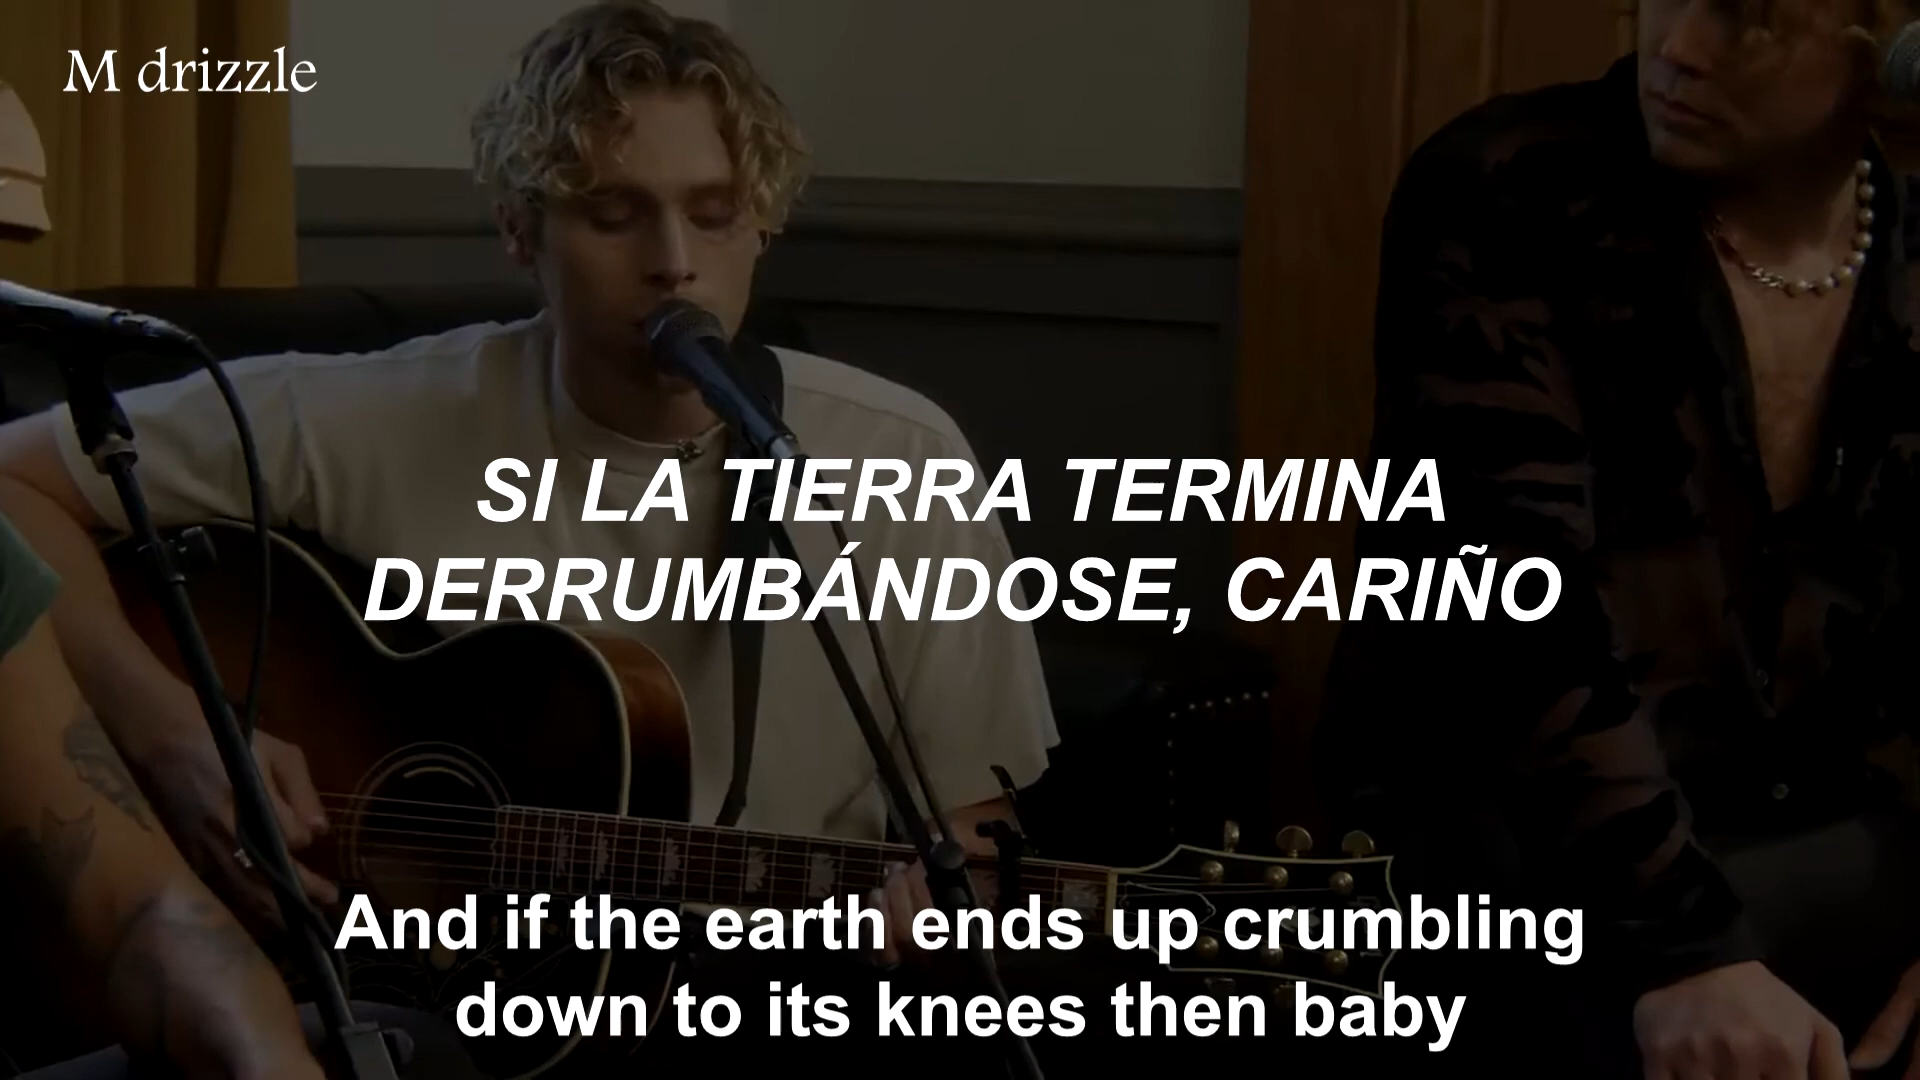 M drizzle
SI LA TIERRA TERMINA
DERRUMBÁNDOSE, CARIÑO
And if the earth ends up crumbling
down to its knees then baby